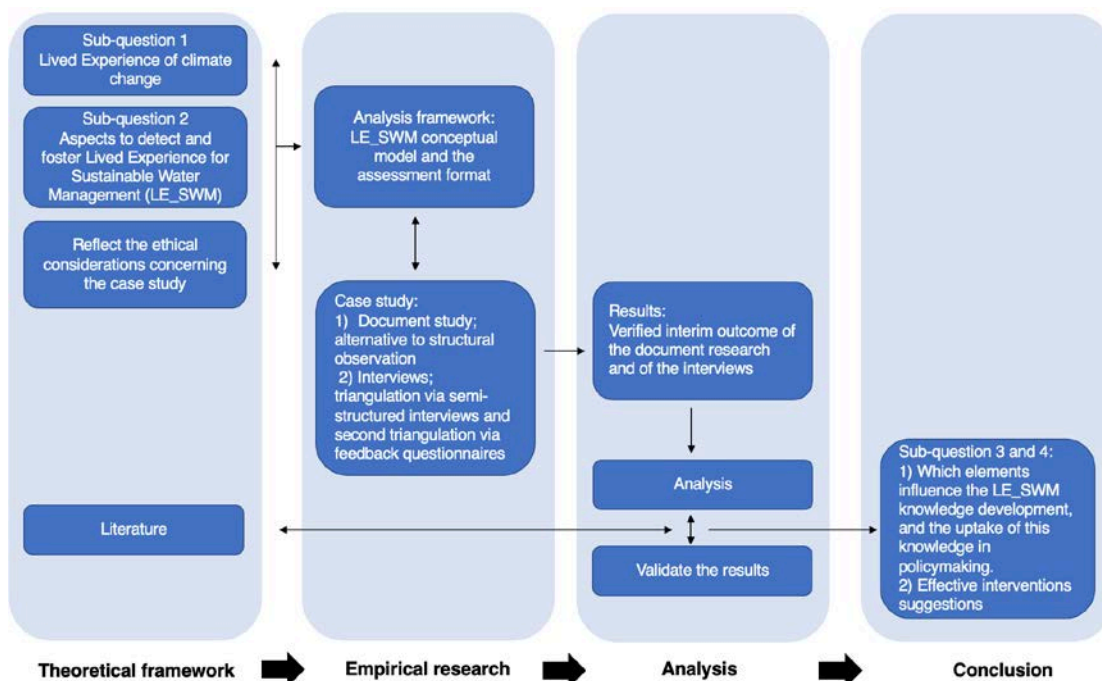 Sub-question 1
Lived Experience of climate
change
Sub-question 2
Aspects to detect and
foster Lived Experience for
Sustainable Water
Management (LE_SWM)
Reflect the ethical
considerations concerning
the case study
Literature
Analysis framework:
LE_SWM conceptual
model and the
assessment format
Case study:
1) Document study;
alternative to structural
observation
2) Interviews;
triangulation via semi-
structured interviews and
second triangulation via
feedback questionnaires
Results:
Verified interim outcome of
the document research
and of the interviews
Analysis
Validate the results
Sub-question 3 and 4:
1) Which elements
influence the LE_SWM
knowledge development,
and the uptake of this
knowledge in
policymaking.
2) Effective interventions
suggestions
Theoretical framework
Empirical research
Analysis
Conclusion